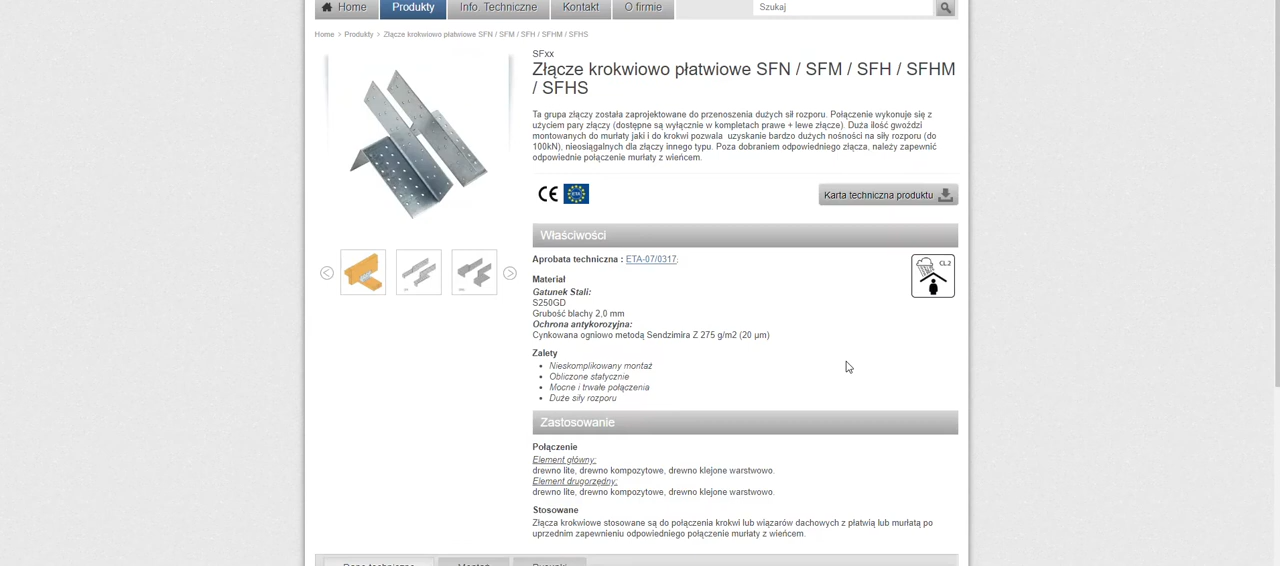 Home Produkty Info. Techniczne Kontakt O firmie Szukaj
Home > Produkty > Złącze krokwiowo płatwiowe SFN / SFM / SFH / SFHM / SFHS
SFxx
Złącze krokwiowo płatwiowe SFN / SFM / SFH / SFHM
/ SFHS
Ta grupa złączy została zaprojektowane do przenoszenia dużych sił rozporu. Połączenie wykonuje się z
użyciem pary złączy (dostępne są wyłącznie w kompletach prawe + lewe złącze). Duża ilość gwoździ
montowanych do murłaty jaki i do krokwi pozwala uzyskanie bardzo dużych nośności na siły rozporu (do
100kN), nieosiągalnych dla złączy innego typu. Poza dobraniem odpowiedniego złącza, należy zapewnić
odpowiednie połączenie murłaty z wieńcem.
CE ETA Karta techniczna produktu
Właściwości
Aprobata techniczna : ETA-07/0317;
CL2
Materiał
Gatunek Stali:
S250GD
Grubość blachy 2,0 mm
Ochrona antykorozyjna:
Cynkowana ogniowo metodą Sendzimira Z 275 g/m2 (20 µm)
Zalety
• Nieskomplikowany montaż
• Obliczone statycznie
• Mocne i trwałe połączenia
• Duże siły rozporu
Zastosowanie
Połączenie
Element główny:
drewno lite, drewno kompozytowe, drewno klejone warstwowo.
Element drugorzędny:
drewno lite, drewno kompozytowe, drewno klejone warstwowo.
Stosowane
Złącza krokwiowe stosowane są do połączenia krokwi lub wiązarów dachowych z płatwią lub murłatą po
uprzednim zapewnieniu odpowiedniego połączenie murłaty z wieńcem.
Dane techniczne Montaż Rysunki